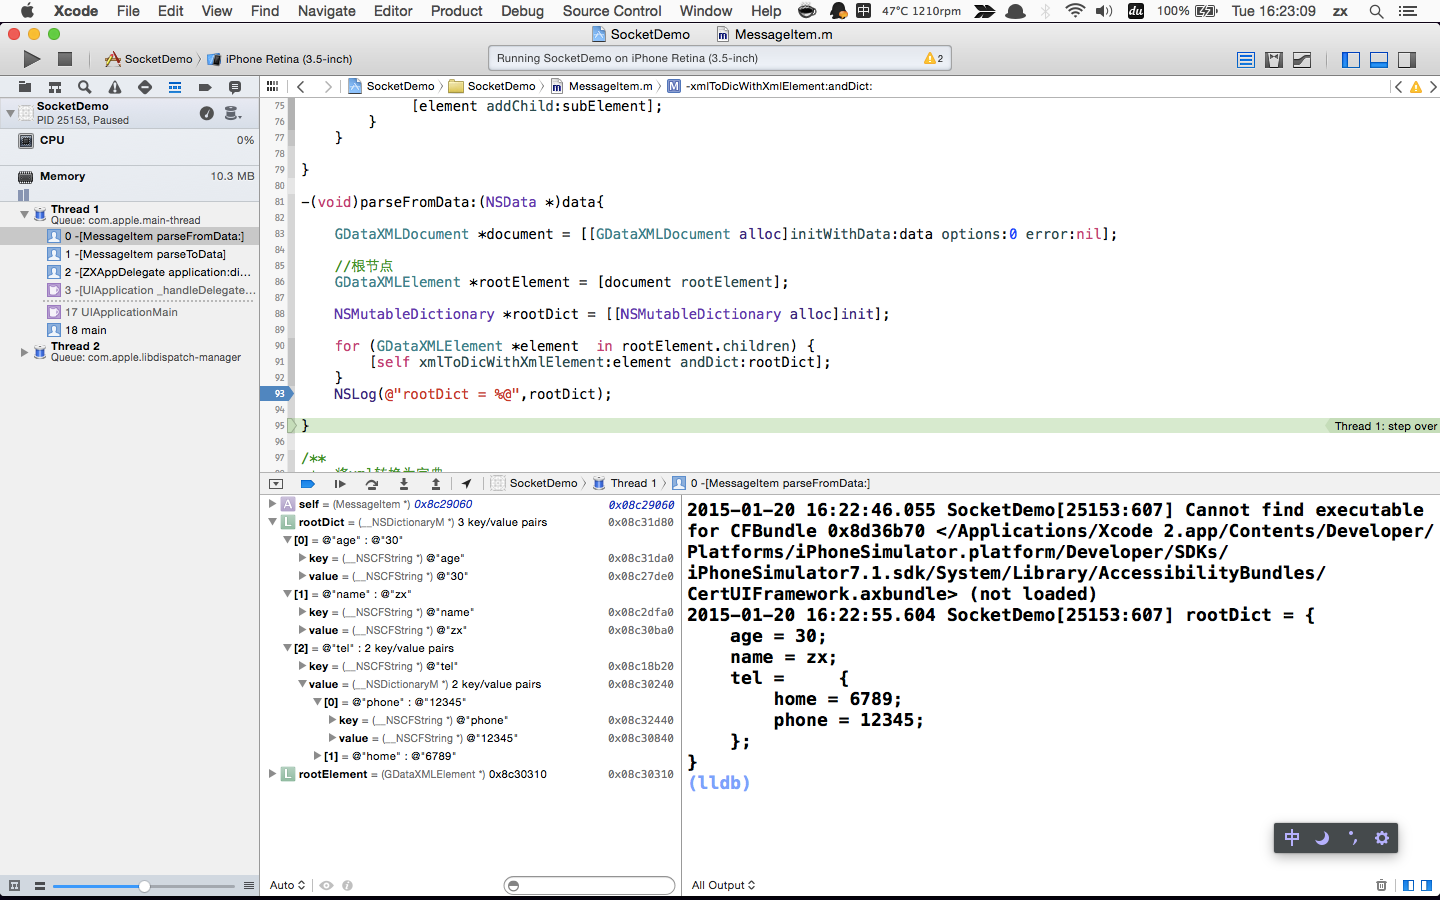 Xcode File Edit View Find Navigate Editor Product Debug Source Control Window Help 中 47°C 1210rpm du 100% Tue 16:23:09 zx
SocketDemo MessageItem.m
SocketDemo iPhone Retina (3.5-inch) Running SocketDemo on iPhone Retina (3.5-inch) 2
SocketDemo SocketDemo MessageItem.m M -xmlToDicWithXmlElement:andDict:
SocketDemo
PID 25153, Paused
CPU 0%
Memory 10.3 MB
Thread 1
Queue: com.apple.main-thread
0 -[MessageItem parseFromData:]
1 -[MessageItem parseToData]
2 -[ZXAppDelegate application:di...
3 -[UIApplication _handleDelegate...
17 UIApplicationMain
18 main
Thread 2
Queue: com.apple.libdispatch-manager
75 [element addChild:subElement];
76 }
77 }
78
79 }
80
81 -(void)parseFromData:(NSData *)data{
82
83 GDataXMLDocument *document = [[GDataXMLDocument alloc]initWithData:data options:0 error:nil];
84
85 //根节点
86 GDataXMLElement *rootElement = [document rootElement];
87
88 NSMutableDictionary *rootDict = [[NSMutableDictionary alloc]init];
89
90 for (GDataXMLElement *element  in rootElement.children) {
91 [self xmlToDicWithXmlElement:element andDict:rootDict];
92 }
93 NSLog(@"rootDict = %@",rootDict);
94
95 } Thread 1: step over
96
97 /**
SocketDemo Thread 1 0 -[MessageItem parseFromData:]
A self = (MessageItem *) 0x8c29060 0x08c29060
L rootDict = (__NSDictionaryM *) 3 key/value pairs 0x08c31d80
[0] = @"age" : @"30"
key = (__NSCFString *) @"age" 0x08c31da0
value = (__NSCFString *) @"30" 0x08c27de0
[1] = @"name" : @"zx"
key = (__NSCFString *) @"name" 0x08c2dfa0
value = (__NSCFString *) @"zx" 0x08c30ba0
[2] = @"tel" : 2 key/value pairs
key = (__NSCFString *) @"tel" 0x08c18b20
value = (__NSDictionaryM *) 2 key/value pairs 0x08c30240
[0] = @"phone" : @"12345"
key = (__NSCFString *) @"phone" 0x08c32440
value = (__NSCFString *) @"12345" 0x08c30840
[1] = @"home" : @"6789"
L rootElement = (GDataXMLElement *) 0x8c30310 0x08c30310
2015-01-20 16:22:46.055 SocketDemo[25153:607] Cannot find executable
for CFBundle 0x8d36b70 </Applications/Xcode 2.app/Contents/Developer/
Platforms/iPhoneSimulator.platform/Developer/SDKs/
iPhoneSimulator7.1.sdk/System/Library/AccessibilityBundles/
CertUIFramework.axbundle> (not loaded)
2015-01-20 16:22:55.604 SocketDemo[25153:607] rootDict = {
age = 30;
name = zx;
tel =     {
home = 6789;
phone = 12345;
};
}
(lldb)
中
Auto All Output